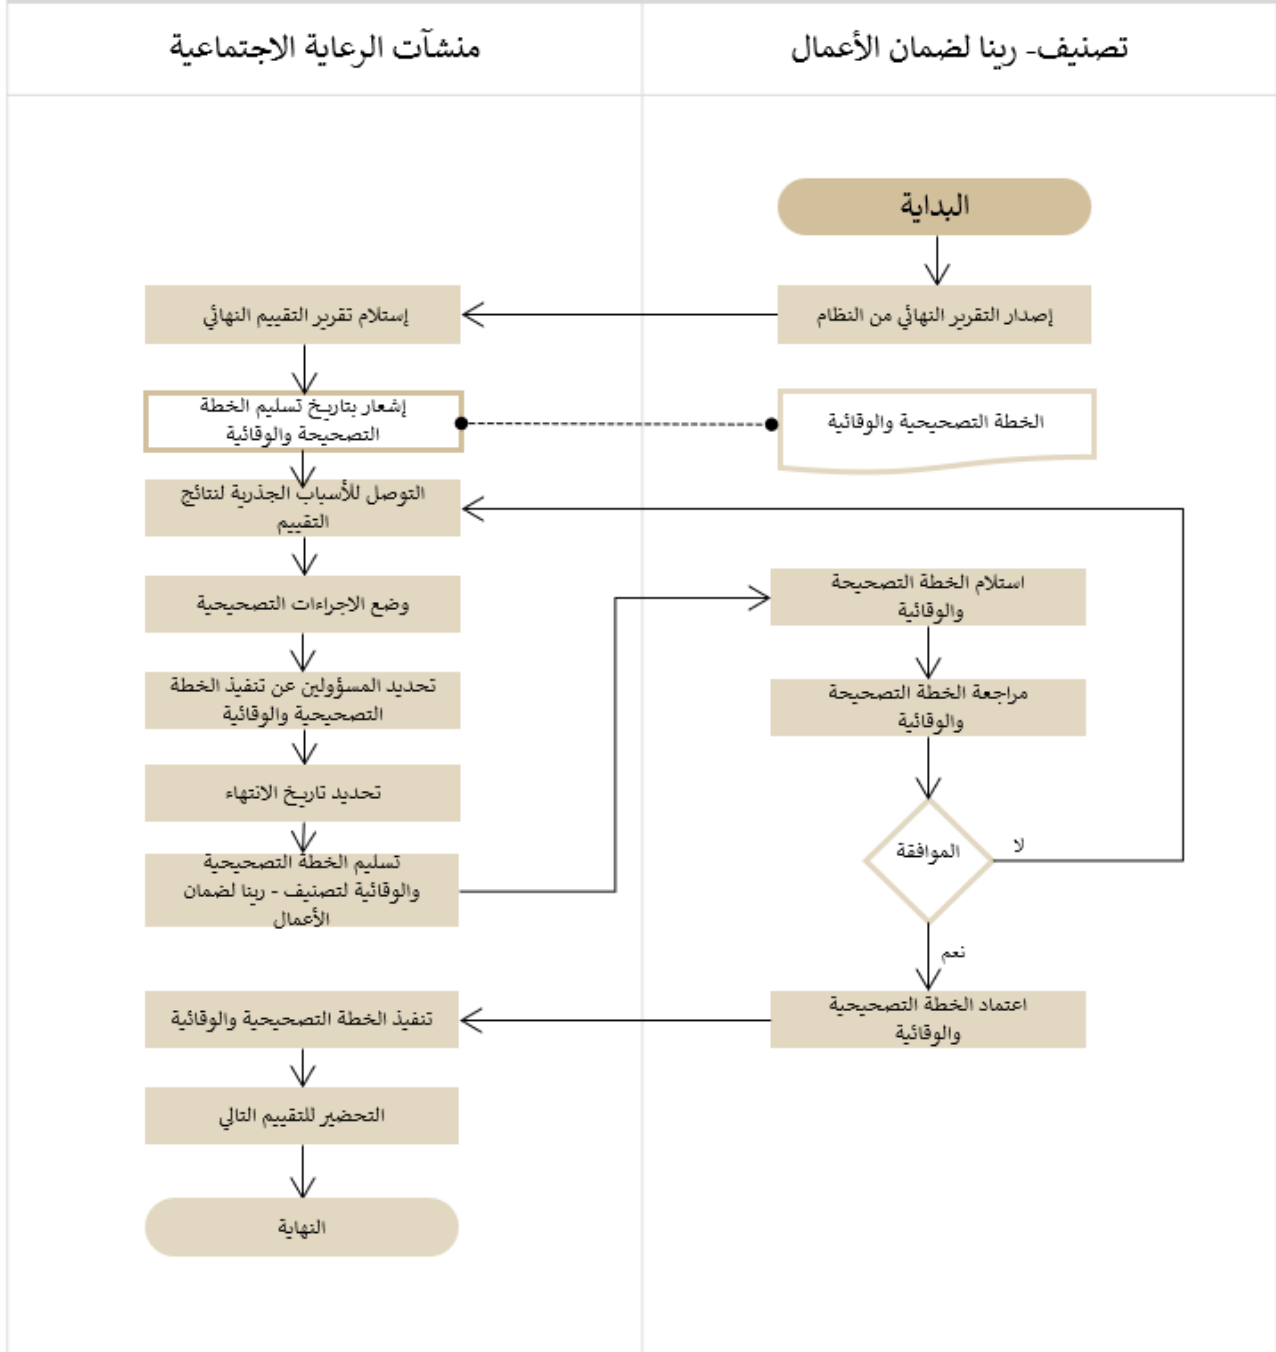 تصنيف- رينا لضمان الأعمال
منشآت الرعاية الاجتماعية
البداية
إصدار التقرير النهائي من النظام
إستلام تقرير التقييم النهائي
إشعار بتاريخ تسليم الخطة
التصحيحة والوقائية
الخطة التصحيحية والوقائية
التوصل للأسباب الجذرية لنتائج
التقييم
وضع الاجراءات التصحيحية
تحديد المسؤولين عن تنفيذ الخطة
التصحيحية والوقائية
تحديد تاريخ الانتهاء
تسليم الخطة التصحيحية
والوقائية لتصنيف - رينا لضمان
الأعمال
استلام الخطة التصحيحة
والوقائية
مراجعة الخطة التصحيحة
والوقائية
الموافقة
لا
نعم
اعتماد الخطة التصحيحية
والوقائية
تنفيذ الخطة التصحيحية والوقائية
التحضير للتقييم التالي
النهاية